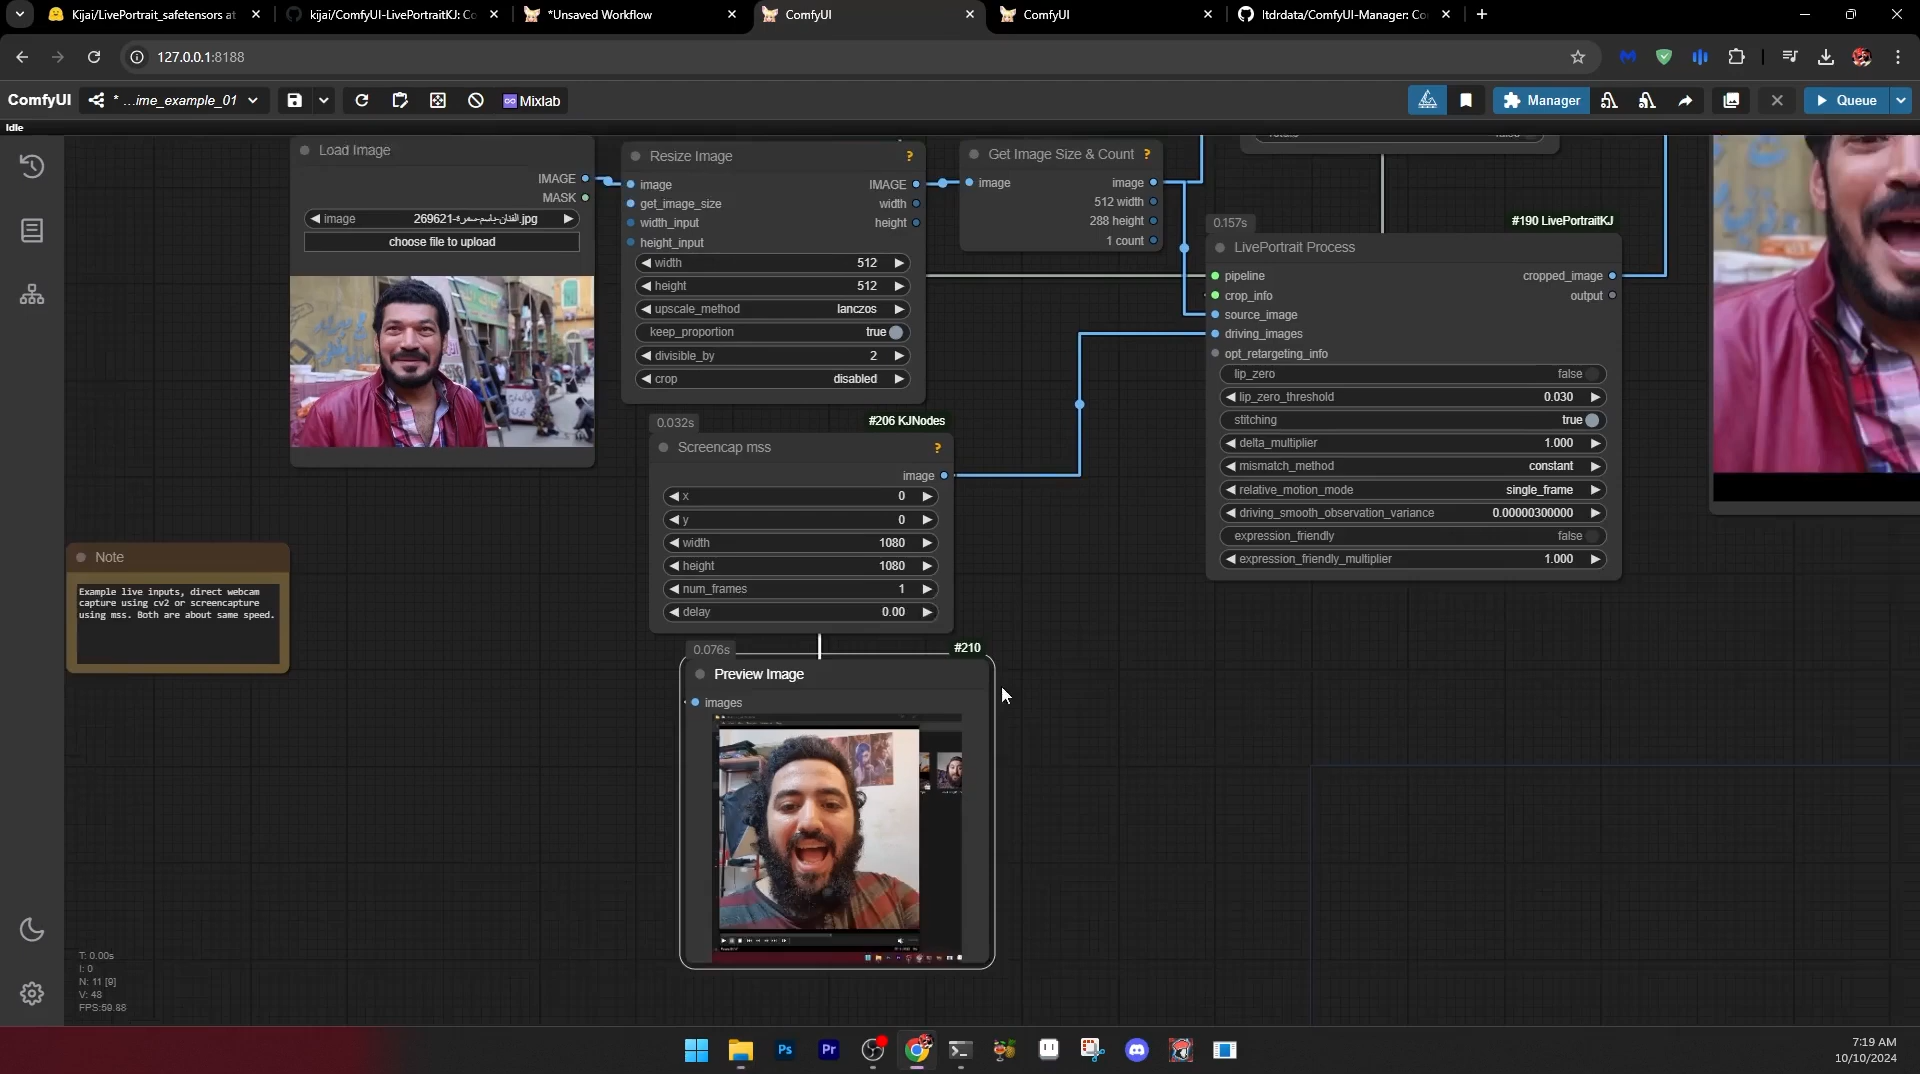 Kijai/LivePortrait_safetensors at
kijai/ComfyUI-LivePortraitKJ: Co
*Unsaved Workflow
ComfyUI
ComfyUI
ltdrdata/ComfyUI-Manager: Co
127.0.0.1:8188
ComfyUI
* ...ime_example_01
Mixlab
Manager
Queue
Idle
Load Image
IMAGE
MASK
image
269621-الفنان-باسم-سمرة.jpg
choose file to upload
Resize Image
?
image
IMAGE
get_image_size
width
width_input
height
height_input
width
512
height
512
upscale_method
lanczos
keep_proportion
true
divisible_by
2
crop
disabled
Get Image Size & Count
?
image
image
512 width
288 height
1 count
0.157s
#190 LivePortraitKJ
LivePortrait Process
pipeline
cropped_image
crop_info
output
source_image
driving_images
opt_retargeting_info
lip_zero
false
lip_zero_threshold
0.030
stitching
true
delta_multiplier
1.000
mismatch_method
constant
relative_motion_mode
single_frame
driving_smooth_observation_variance
0.00000300000
expression_friendly
false
expression_friendly_multiplier
1.000
0.032s
#206 KJNodes
Screencap mss
?
image
x
0
y
0
width
1080
height
1080
num_frames
1
delay
0.00
Note
Example live inputs, direct webcam
capture using cv2 or screencapture
using mss. Both are about same speed.
0.076s
#210
Preview Image
images
T: 0.00s
I: 0
N: 11 [9]
V: 48
FPS:59.88
Ps
Pr
7:19 AM
10/10/2024